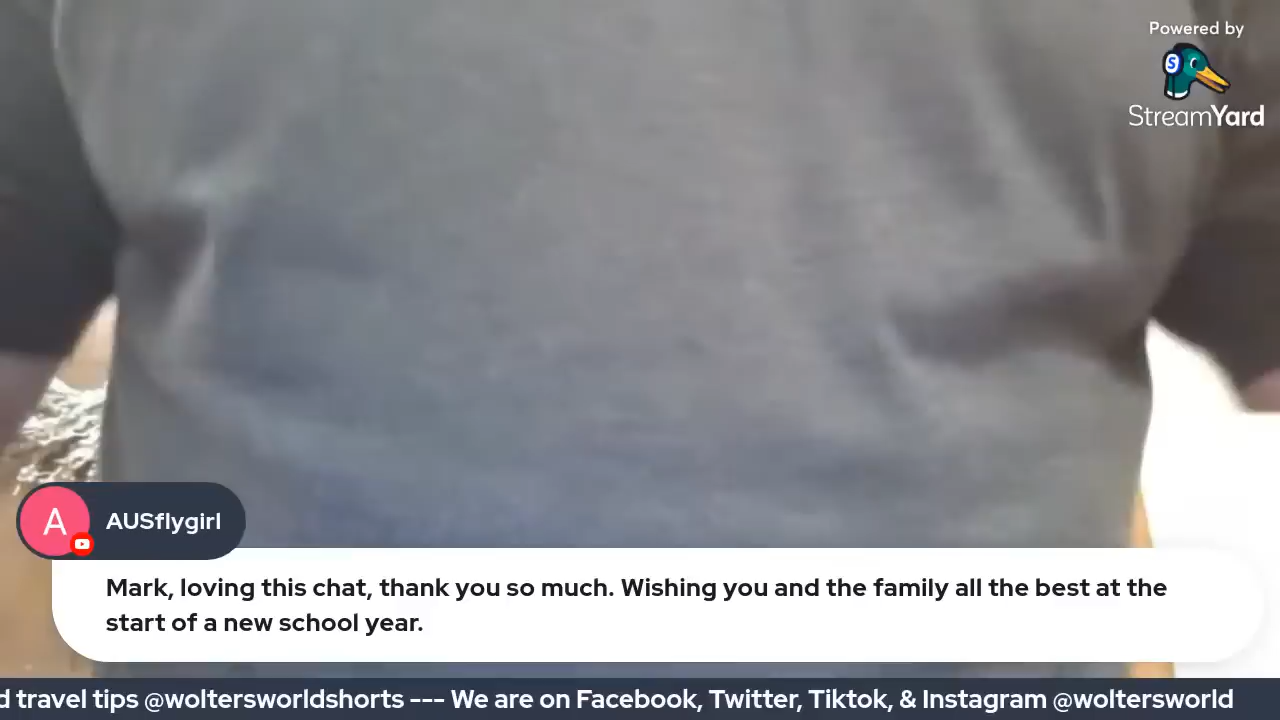 Powered by
S
StreamYard
A
AUSflygirl
Mark, loving this chat, thank you so much. Wishing you and the family all the best at the
start of a new school year.
d travel tips @woltersworldshorts --- We are on Facebook, Twitter, Tiktok, & Instagram @woltersworld